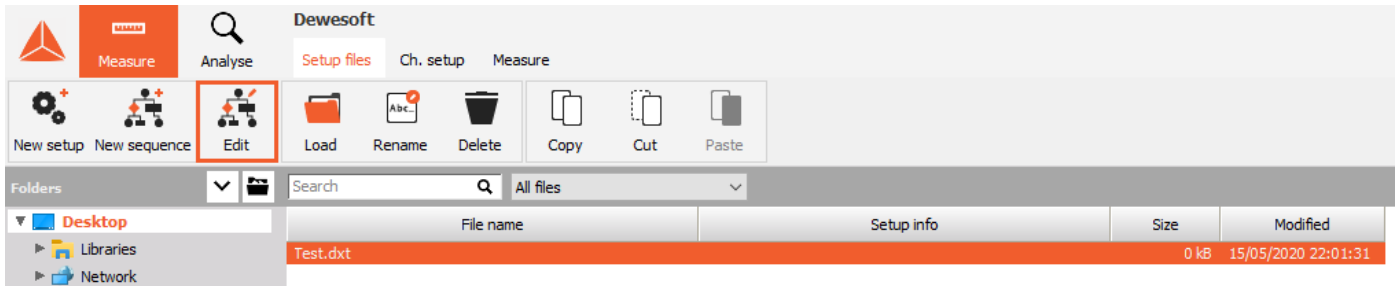 Dewesoft
Measure Analyse Setup files Ch. setup Measure
Abc...
New setup New sequence Edit Load Rename Delete Copy Cut Paste
Folders Search All files
Desktop File name Setup info Size Modified
Libraries Test.dxt 0 kB 15/05/2020 22:01:31
Network